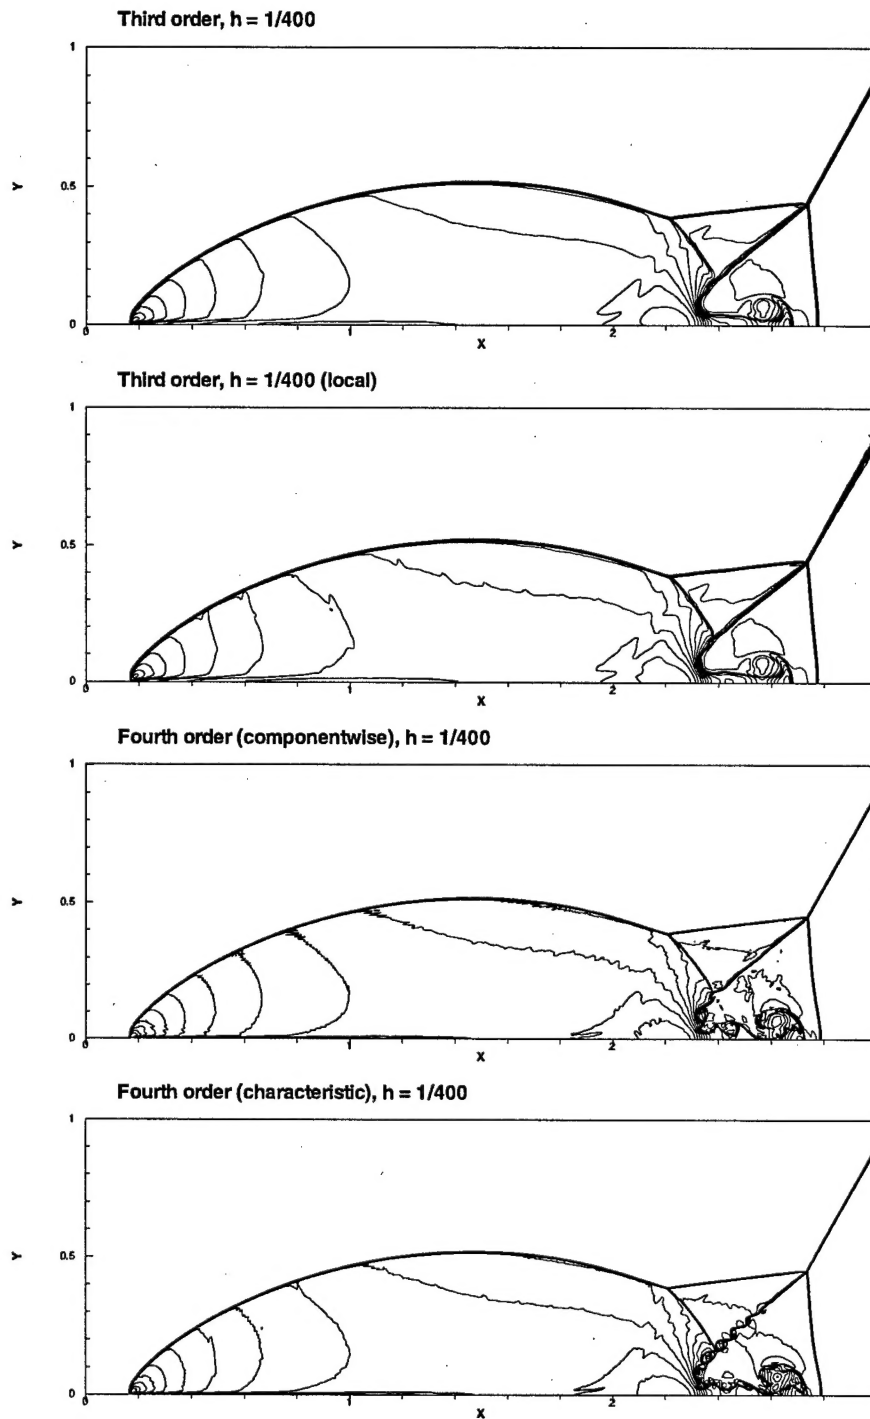 Third order, h = 1/400
1
Y
0.5
0
0
1
2
X
Third order, h = 1/400 (local)
1
Y
0.5
0
0
1
2
X
Fourth order (componentwise), h = 1/400
1
Y
0.5
0
0
1
2
X
Fourth order (characteristic), h = 1/400
1
Y
0.5
0
0
1
2
X